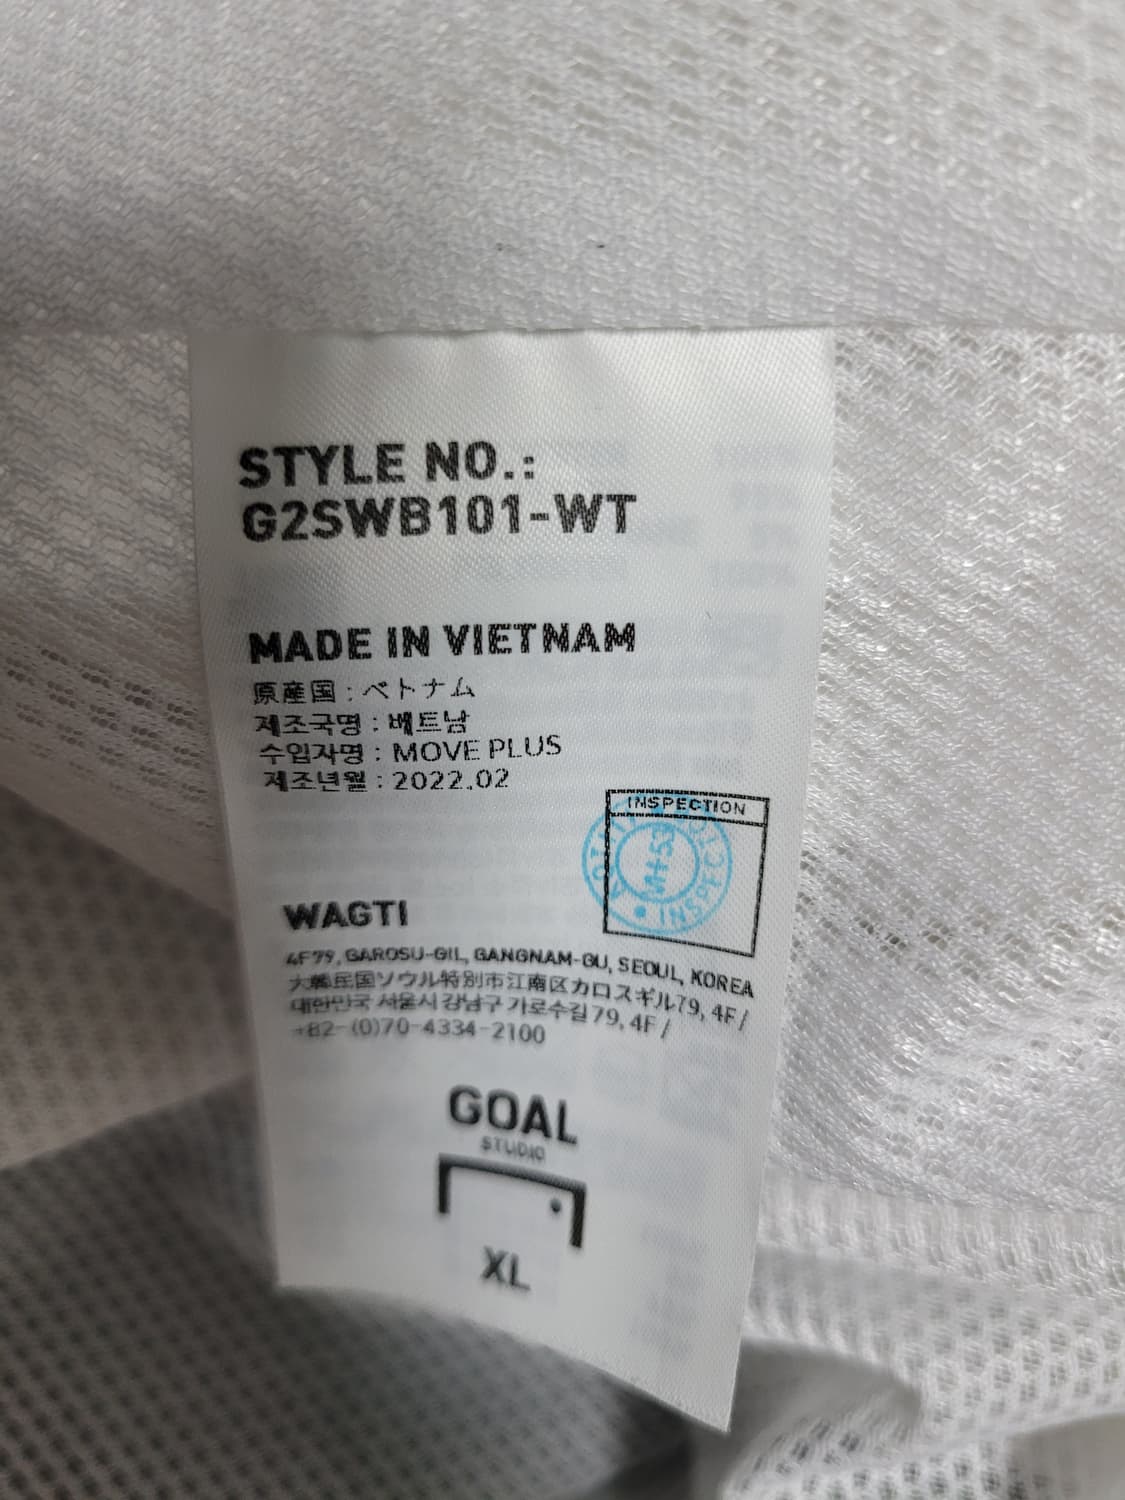 STYLE NO.:
G2SWB101-WT
MADE IN VIETNAM
原産国 : ベトナム
제조국명 : 베트남
수입자명 : MOVE PLUS
제조년월 : 2022.02
INSPECTION
M+53
INSPEC
WAGTI
4F 79, GAROSU-GIL, GANGNAM-GU, SEOUL, KOREA
大韓民国ソウル特別市江南区カロスギル79, 4F /
대한민국 서울시 강남구 가로수길 79, 4F /
+82-(0)70-4334-2100
GOAL
STUDIO
XL